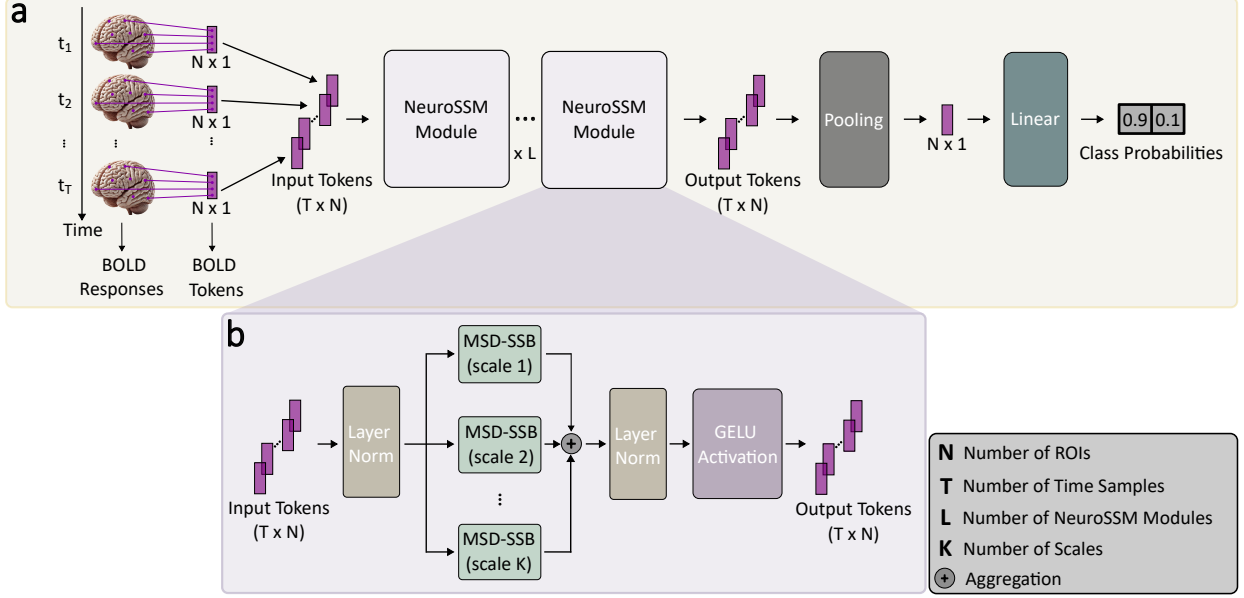 a
t1
N x 1
t2
N x 1
...
...
...
tT
N x 1
Time
BOLD
Responses
BOLD
Tokens
Input Tokens
(T x N)
NeuroSSM
Module
...
x L
NeuroSSM
Module
Output Tokens
(T x N)
Pooling
N x 1
Linear
0.9 0.1
Class Probabilities
b
Input Tokens
(T x N)
Layer
Norm
MSD-SSB
(scale 1)
MSD-SSB
(scale 2)
...
MSD-SSB
(scale K)
+
Layer
Norm
GELU
Activation
Output Tokens
(T x N)
N Number of ROIs
T Number of Time Samples
L Number of NeuroSSM Modules
K Number of Scales
+ Aggregation